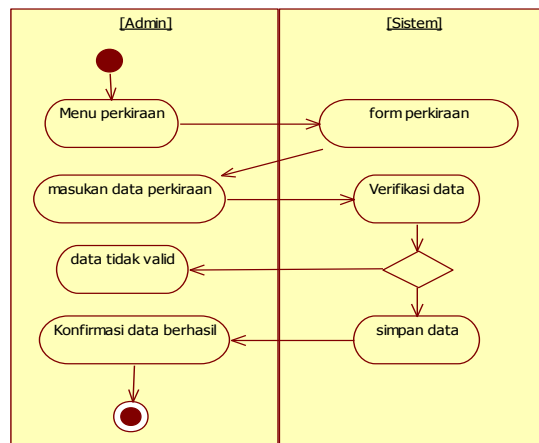 [Admin]
[Sistem]
Menu perkiraan
form perkiraan
masukan data perkiraan
Verifikasi data
data tidak valid
Konfirmasi data berhasil
simpan data